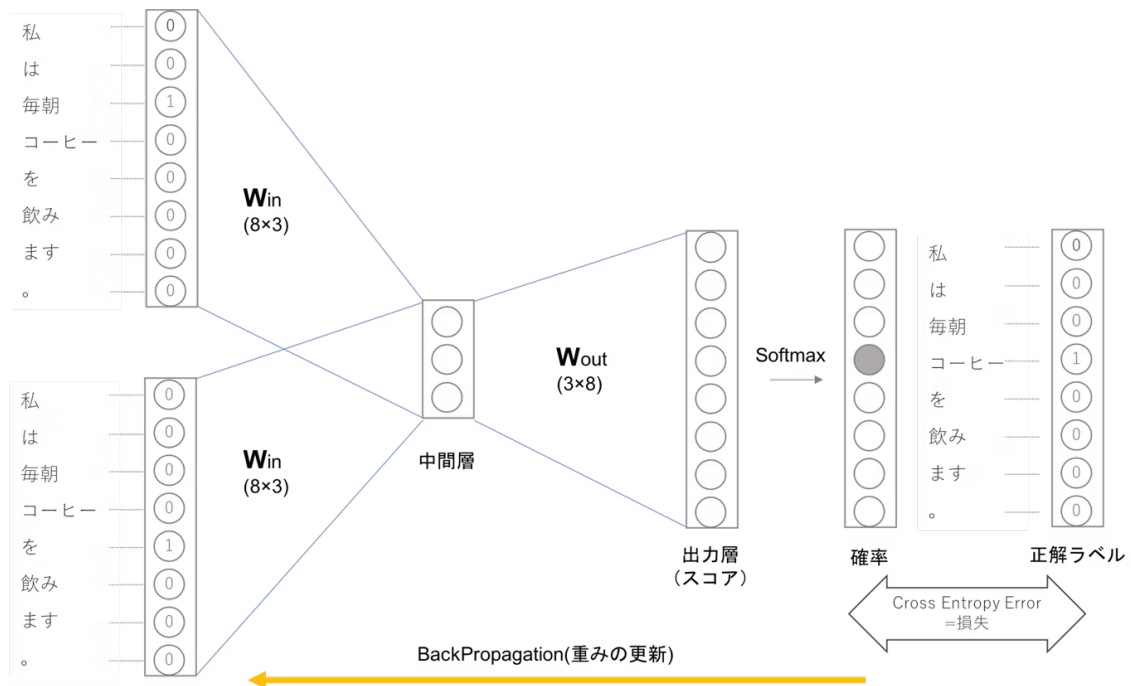 私 0
は 0
毎朝 1
コーヒー 0
を 0
飲み 0
ます 0
。 0
Win
(8×3)
私 0
は 0
毎朝 0
コーヒー 0
を 1
飲み 0
ます 0
。 0
Win
(8×3)
中間層
Wout
(3×8)
出力層
(スコア)
Softmax
確率
私 0
は 0
毎朝 0
コーヒー 1
を 0
飲み 0
ます 0
。 0
正解ラベル
Cross Entropy Error
=損失
BackPropagation(重みの更新)